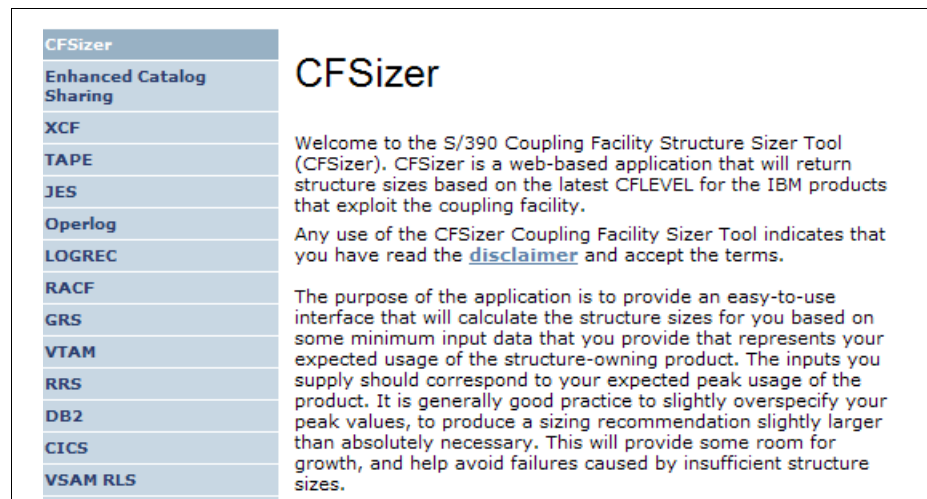 CFSizer
Enhanced Catalog
Sharing
XCF
TAPE
JES
Operlog
LOGREC
RACF
GRS
VTAM
RRS
DB2
CICS
VSAM RLS
CFSizer
Welcome to the S/390 Coupling Facility Structure Sizer Tool
(CFSizer). CFSizer is a web-based application that will return
structure sizes based on the latest CFLEVEL for the IBM products
that exploit the coupling facility.
Any use of the CFSizer Coupling Facility Sizer Tool indicates that
you have read the disclaimer and accept the terms.
The purpose of the application is to provide an easy-to-use
interface that will calculate the structure sizes for you based on
some minimum input data that you provide that represents your
expected usage of the structure-owning product. The inputs you
supply should correspond to your expected peak usage of the
product. It is generally good practice to slightly overspecify your
peak values, to produce a sizing recommendation slightly larger
than absolutely necessary. This will provide some room for
growth, and help avoid failures caused by insufficient structure
sizes.